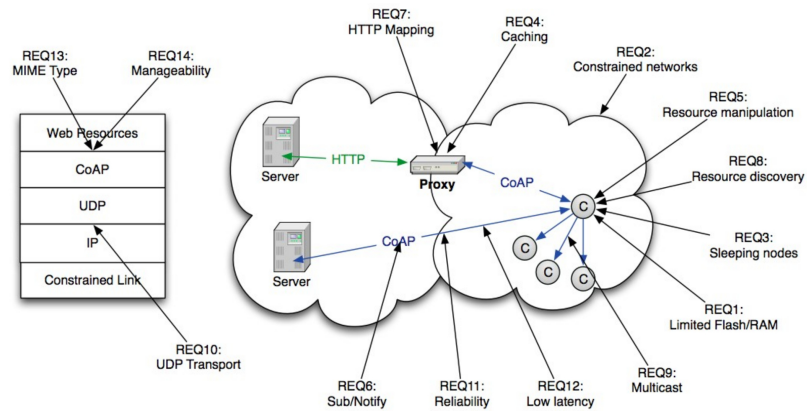 REQ7:
HTTP Mapping
REQ4:
Caching
REQ13:
MIME Type
REQ14:
Manageability
REQ2:
Constrained networks
REQ5:
Resource manipulation
Web Resources
CoAP
UDP
IP
Constrained Link
Server
HTTP
Proxy
CoAP
C
REQ8:
Resource discovery
CoAP
Server
C
C
C
REQ3:
Sleeping nodes
REQ1:
Limited Flash/RAM
REQ10:
UDP Transport
REQ6:
Sub/Notify
REQ11:
Reliability
REQ12:
Low latency
REQ9:
Multicast